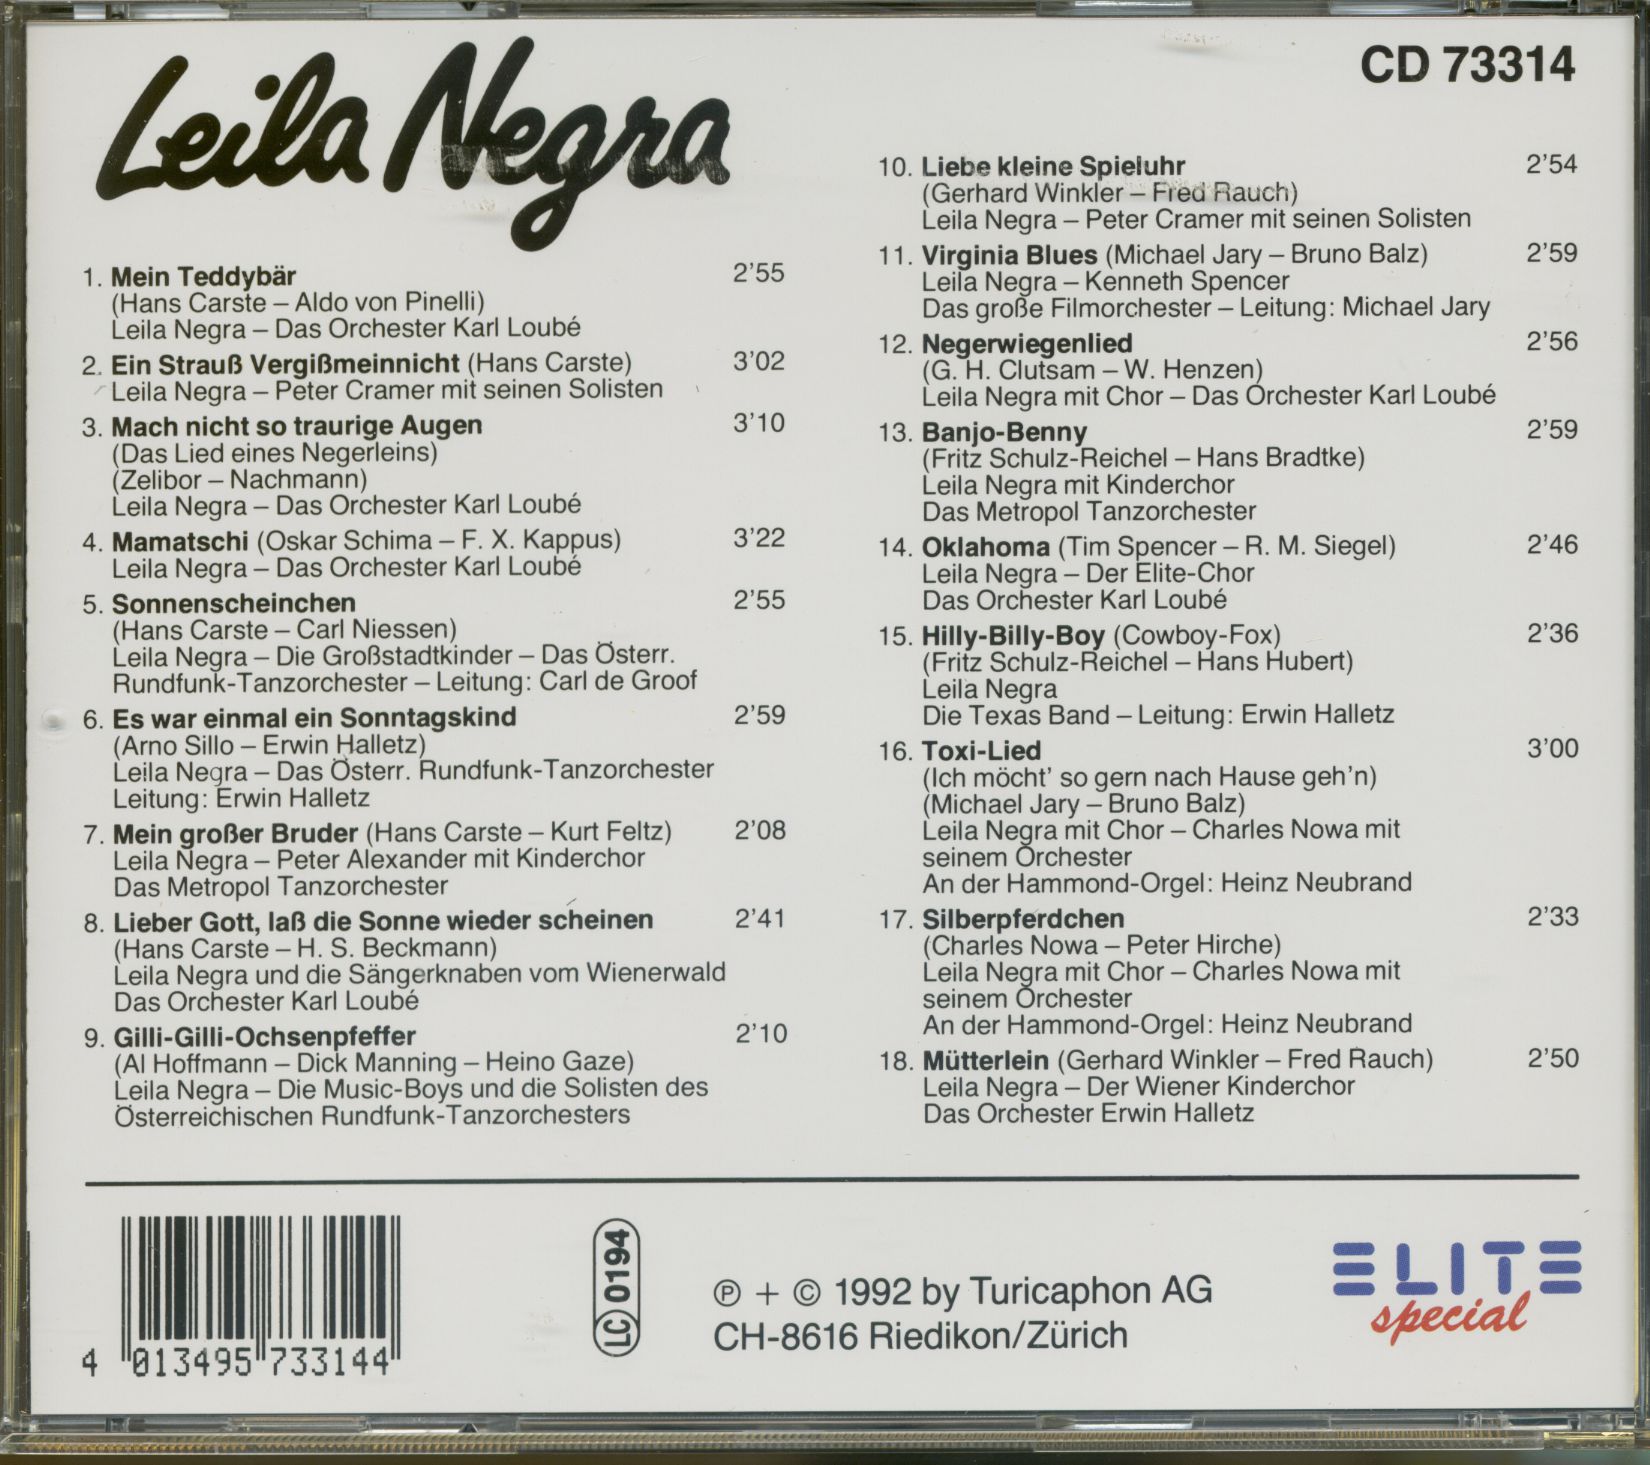 Leila Negra
CD 73314
1. Mein Teddybär 2'55
(Hans Carste – Aldo von Pinelli)
Leila Negra – Das Orchester Karl Loubé
2. Ein Strauß Vergißmeinnicht (Hans Carste) 3'02
Leila Negra – Peter Cramer mit seinen Solisten
3. Mach nicht so traurige Augen 3'10
(Das Lied eines Negerleins)
(Zelibor – Nachmann)
Leila Negra – Das Orchester Karl Loubé
4. Mamatschi (Oskar Schima – F. X. Kappus) 3'22
Leila Negra – Das Orchester Karl Loubé
5. Sonnenscheinchen 2'55
(Hans Carste – Carl Niessen)
Leila Negra – Die Großstadtkinder – Das Österr.
Rundfunk-Tanzorchester – Leitung: Carl de Groof
6. Es war einmal ein Sonntagskind 2'59
(Arno Sillo – Erwin Halletz)
Leila Negra – Das Österr. Rundfunk-Tanzorchester
Leitung: Erwin Halletz
7. Mein großer Bruder (Hans Carste – Kurt Feltz) 2'08
Leila Negra – Peter Alexander mit Kinderchor
Das Metropol Tanzorchester
8. Lieber Gott, laß die Sonne wieder scheinen 2'41
(Hans Carste – H. S. Beckmann)
Leila Negra und die Sängerknaben vom Wienerwald
Das Orchester Karl Loubé
9. Gilli-Gilli-Ochsenpfeffer 2'10
(Al Hoffmann – Dick Manning – Heino Gaze)
Leila Negra – Die Music-Boys und die Solisten des
Österreichischen Rundfunk-Tanzorchesters
10. Liebe kleine Spieluhr 2'54
(Gerhard Winkler – Fred Rauch)
Leila Negra – Peter Cramer mit seinen Solisten
11. Virginia Blues (Michael Jary – Bruno Balz) 2'59
Leila Negra – Kenneth Spencer
Das große Filmorchester – Leitung: Michael Jary
12. Negerwiegenlied 2'56
(G. H. Clutsam – W. Henzen)
Leila Negra mit Chor – Das Orchester Karl Loubé
13. Banjo-Benny 2'59
(Fritz Schulz-Reichel – Hans Bradtke)
Leila Negra mit Kinderchor
Das Metropol Tanzorchester
14. Oklahoma (Tim Spencer – R. M. Siegel) 2'46
Leila Negra – Der Elite-Chor
Das Orchester Karl Loubé
15. Hilly-Billy-Boy (Cowboy-Fox) 2'36
(Fritz Schulz-Reichel – Hans Hubert)
Leila Negra
Die Texas Band – Leitung: Erwin Halletz
16. Toxi-Lied 3'00
(Ich möcht' so gern nach Hause geh'n)
(Michael Jary – Bruno Balz)
Leila Negra mit Chor – Charles Nowa mit
seinem Orchester
An der Hammond-Orgel: Heinz Neubrand
17. Silberpferdchen 2'33
(Charles Nowa – Peter Hirche)
Leila Negra mit Chor – Charles Nowa mit
seinem Orchester
An der Hammond-Orgel: Heinz Neubrand
18. Mütterlein (Gerhard Winkler – Fred Rauch) 2'50
Leila Negra – Der Wiener Kinderchor
Das Orchester Erwin Halletz
4 013495 733144
LC 0194
℗ + © 1992 by Turicaphon AG
CH-8616 Riedikon/Zürich
ELITE
special